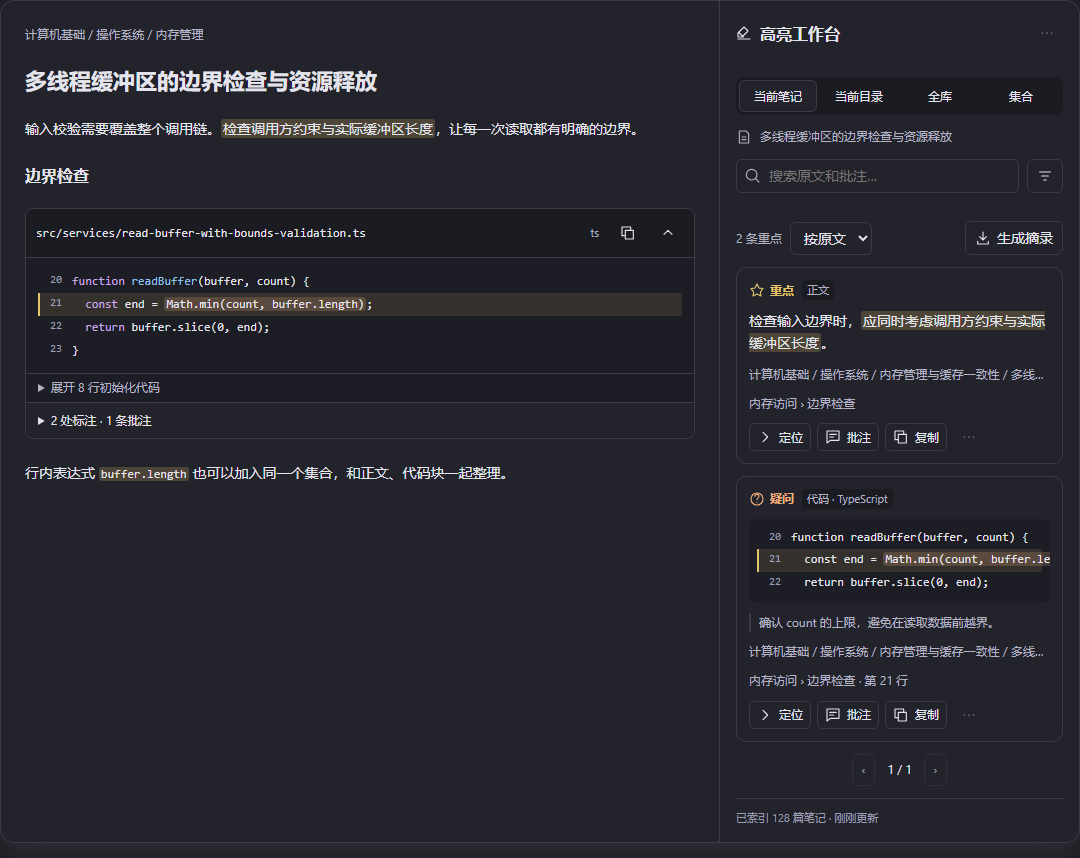 计算机基础 / 操作系统 / 内存管理
多线程缓冲区的边界检查与资源释放
输入校验需要覆盖整个调用链。检查调用方约束与实际缓冲区长度，让每一次读取都有明确的边界。
边界检查
src/services/read-buffer-with-bounds-validation.ts ts
20 function readBuffer(buffer, count) {
21 const end = Math.min(count, buffer.length);
22 return buffer.slice(0, end);
23 }
▶ 展开 8 行初始化代码
▶ 2 处标注 · 1 条批注
行内表达式 buffer.length 也可以加入同一个集合，和正文、代码块一起整理。
高亮工作台 ···
当前笔记 当前目录 全库 集合
多线程缓冲区的边界检查与资源释放
搜索原文和批注...
2 条重点 按原文 生成摘录
重点 正文
检查输入边界时，应同时考虑调用方约束与实际
缓冲区长度。
计算机基础 / 操作系统 / 内存管理与缓存一致性 / 多线...
内存访问 › 边界检查
定位 批注 复制 ···
疑问 代码 · TypeScript
20 function readBuffer(buffer, count) {
21 const end = Math.min(count, buffer.le
22 return buffer.slice(0, end);
确认 count 的上限，避免在读取数据前越界。
计算机基础 / 操作系统 / 内存管理与缓存一致性 / 多线...
内存访问 › 边界检查 · 第 21 行
定位 批注 复制 ···
‹ 1 / 1 ›
已索引 128 篇笔记 · 刚刚更新